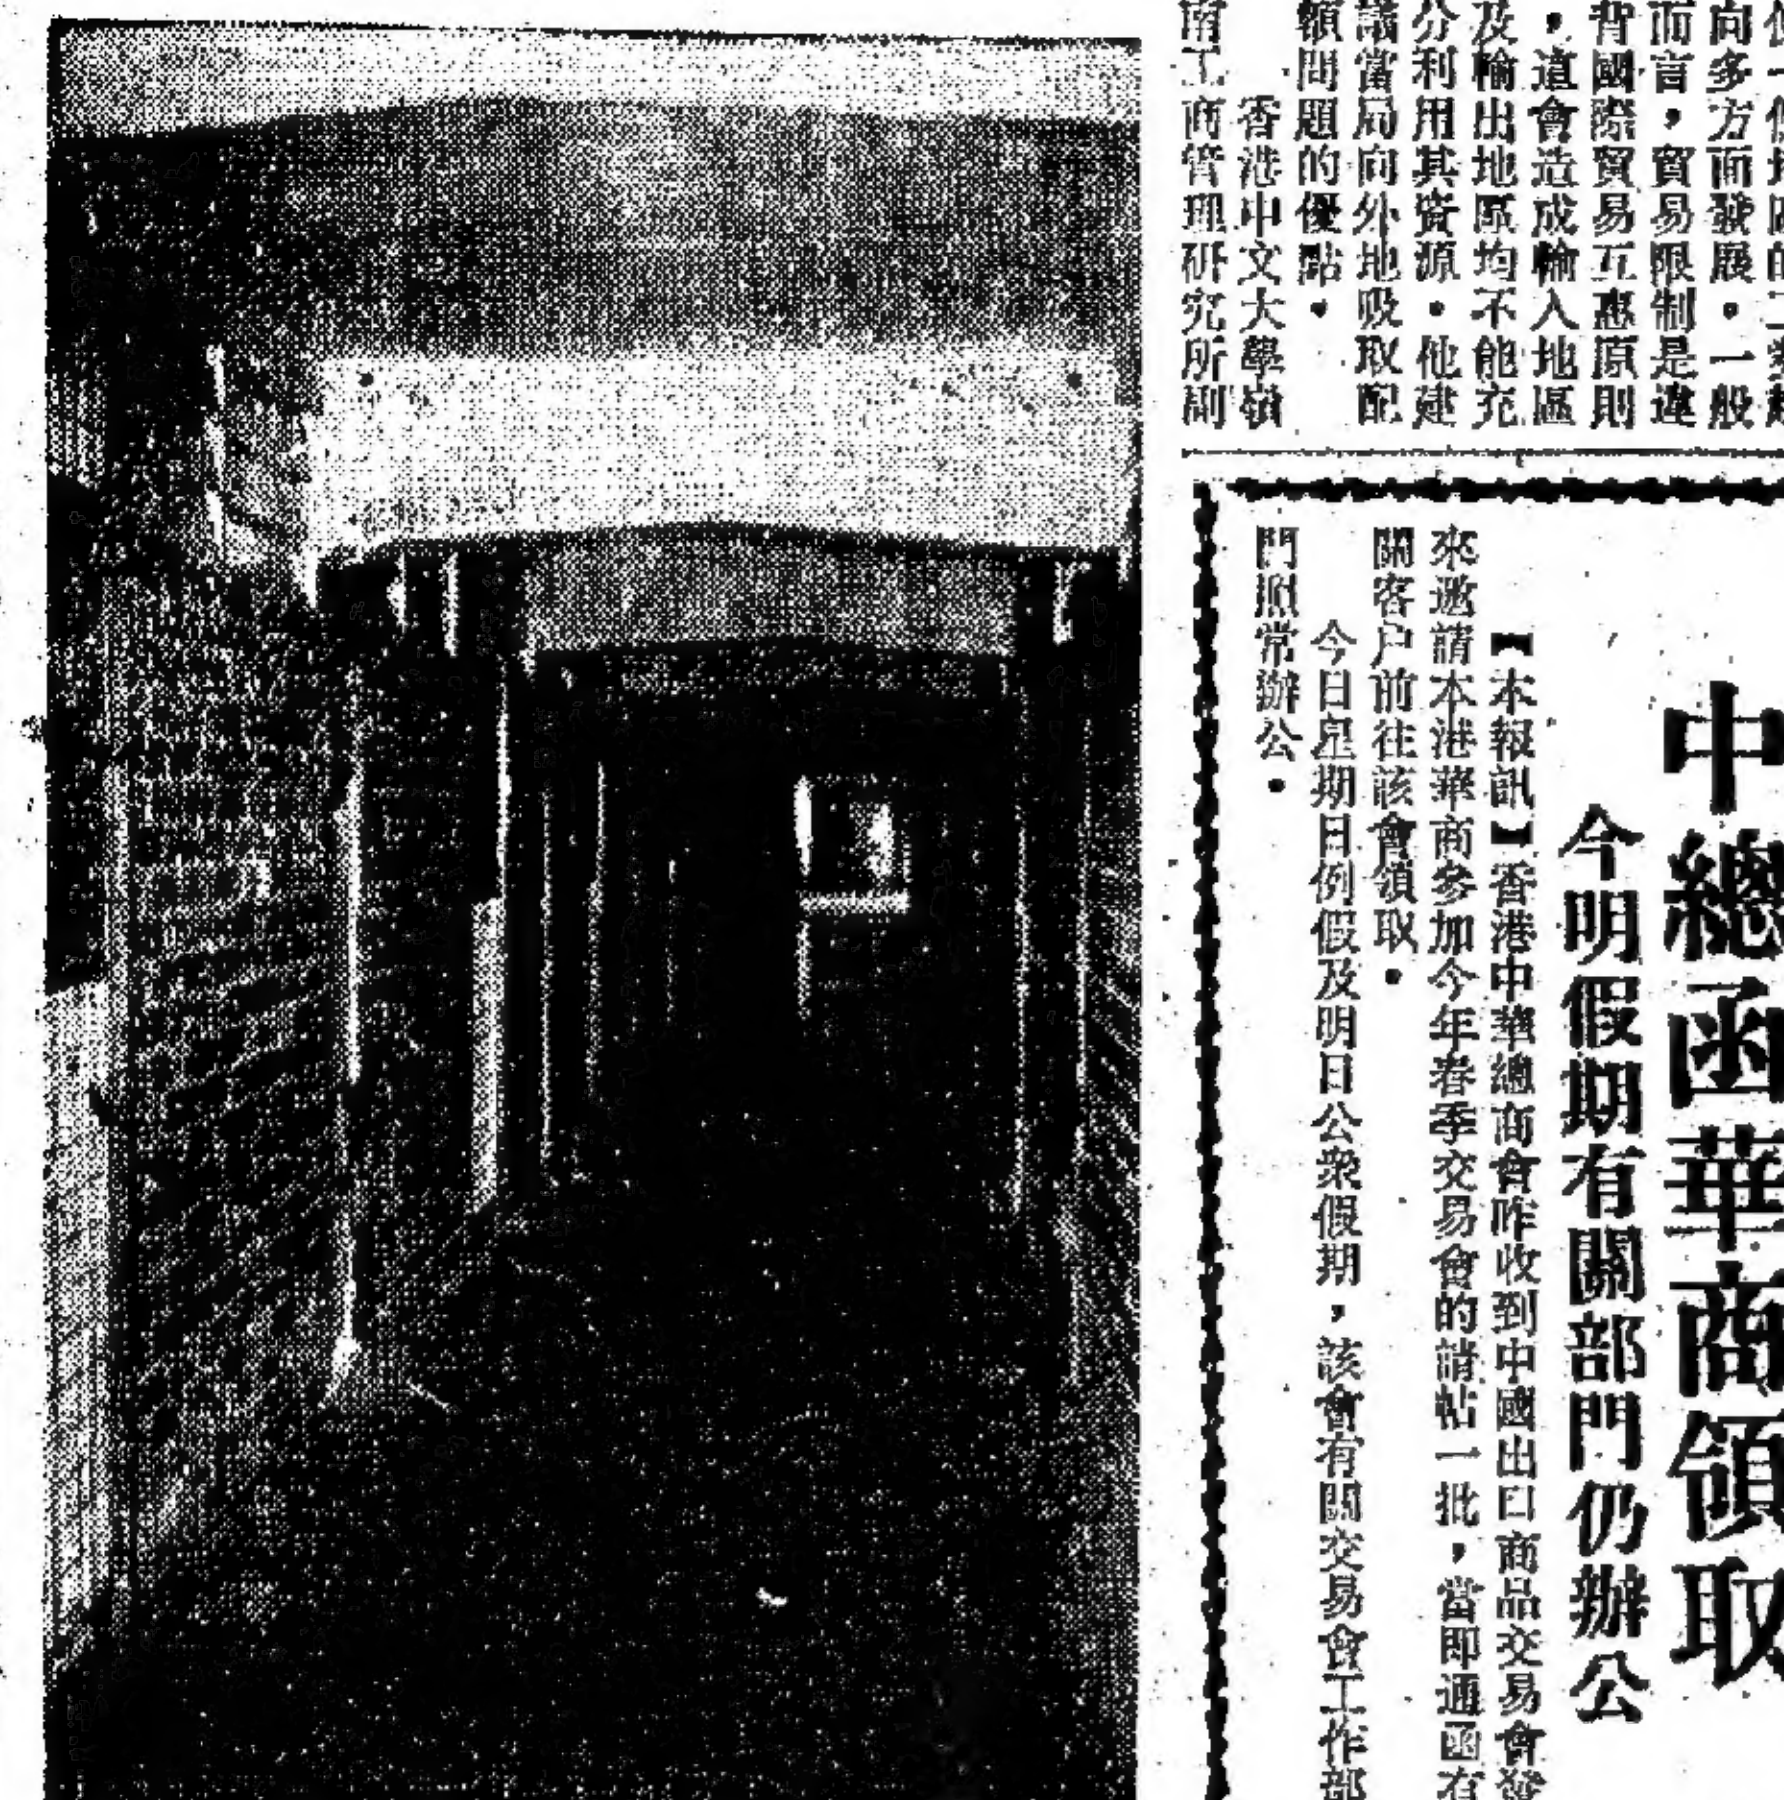 向多方面發展。一般
而言，貿易限制是違
背國際貿易互惠原則
，這會造成輸入地區
及輸出地區均不能充
分利用其資源。他建
議當局向外地吸取配
額問題的優點。
香港中文大學嶺
南工商管理研究所副
中總函華商領取
今明假期有關部門仍辦公
【本報訊】香港中華總商會昨收到中國出口商品交易會發
來邀請本港華商參加今年春季交易會的請帖一批，當即通函有
關客户前往該會領取。
今日星期日例假及明日公衆假期，該會有關交易會工作部
門照常辦公。